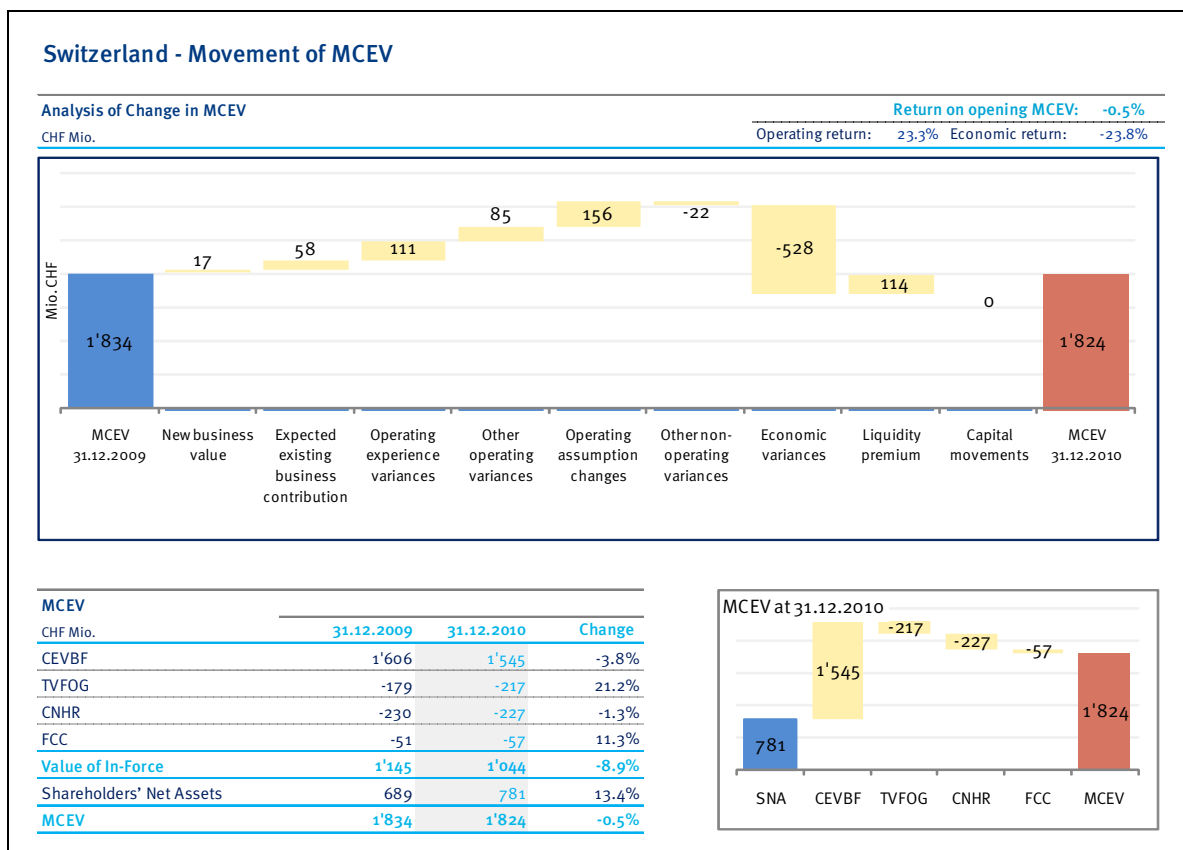 Switzerland - Movement of MCEV
Analysis of Change in MCEV Return on opening MCEV: -0.5%
CHF Mio. Operating return: 23.3% Economic return: -23.8%
Mio. CHF
1'834
17
58
111
85
156
-22
-528
114
0
1'824
MCEV
31.12.2009
New business
value
Expected
existing
business
contribution
Operating
experience
variances
Other
operating
variances
Operating
assumption
changes
Other non-
operating
variances
Economic
variances
Liquidity
premium
Capital
movements
MCEV
31.12.2010
MCEV
CHF Mio. 31.12.2009 31.12.2010 Change
CEVBF 1'606 1'545 -3.8%
TVFOG -179 -217 21.2%
CNHR -230 -227 -1.3%
FCC -51 -57 11.3%
Value of In-Force 1'145 1'044 -8.9%
Shareholders' Net Assets 689 781 13.4%
MCEV 1'834 1'824 -0.5%
MCEV at 31.12.2010
781
1'545
-217
-227
-57
1'824
SNA CEVBF TVFOG CNHR FCC MCEV